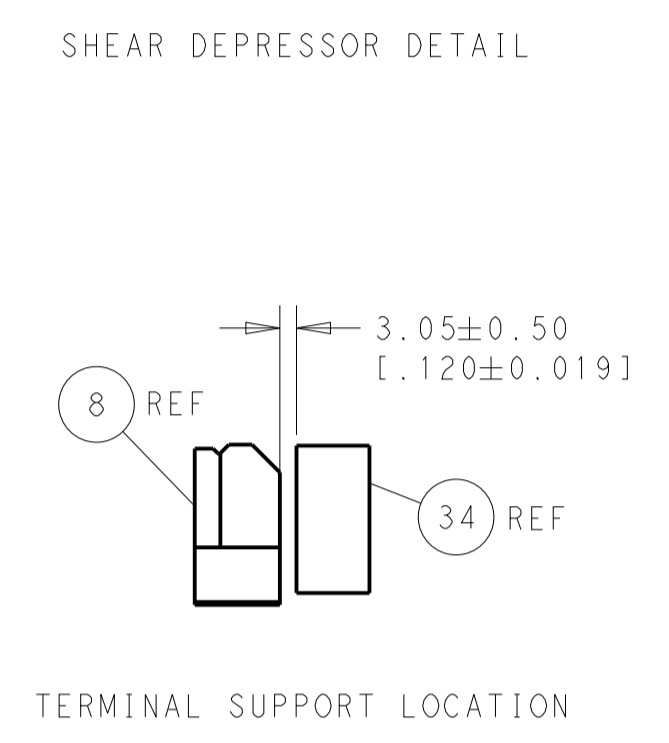 SHEAR DEPRESSOR DETAIL
3.05±0.50
[.120±0.019]
8 REF
34 REF
TERMINAL SUPPORT LOCATION